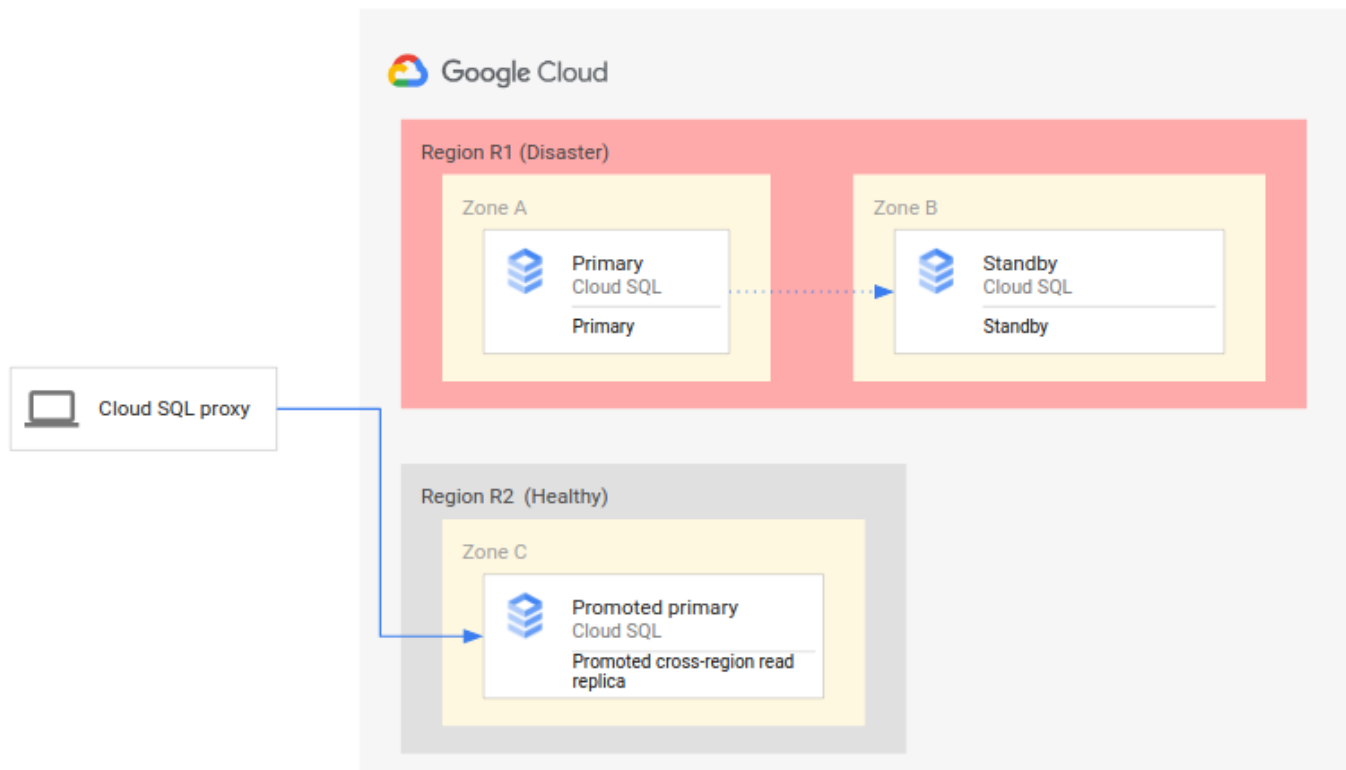 Google Cloud
Region R1 (Disaster)
Zone A
Primary
Cloud SQL
Primary
Zone B
Standby
Cloud SQL
Standby
Cloud SQL proxy
Region R2 (Healthy)
Zone C
Promoted primary
Cloud SQL
Promoted cross-region read
replica